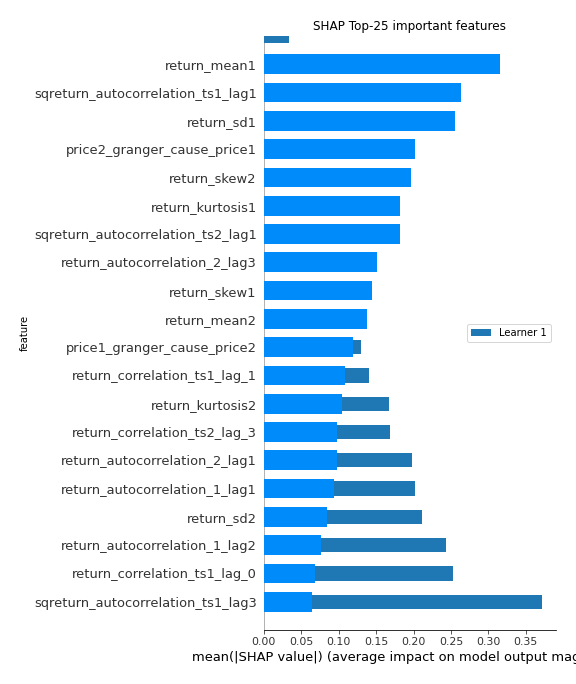 SHAP Top-25 important features
return_mean1
sqreturn_autocorrelation_ts1_lag1
return_sd1
price2_granger_cause_price1
return_skew2
return_kurtosis1
sqreturn_autocorrelation_ts2_lag1
return_autocorrelation_2_lag3
return_skew1
return_mean2
price1_granger_cause_price2
return_correlation_ts1_lag_1
return_kurtosis2
return_correlation_ts2_lag_3
return_autocorrelation_2_lag1
return_autocorrelation_1_lag1
return_sd2
return_autocorrelation_1_lag2
return_correlation_ts1_lag_0
sqreturn_autocorrelation_ts1_lag3
feature
Learner 1
0.00 0.05 0.10 0.15 0.20 0.25 0.30 0.35
mean(|SHAP value|) (average impact on model output mag